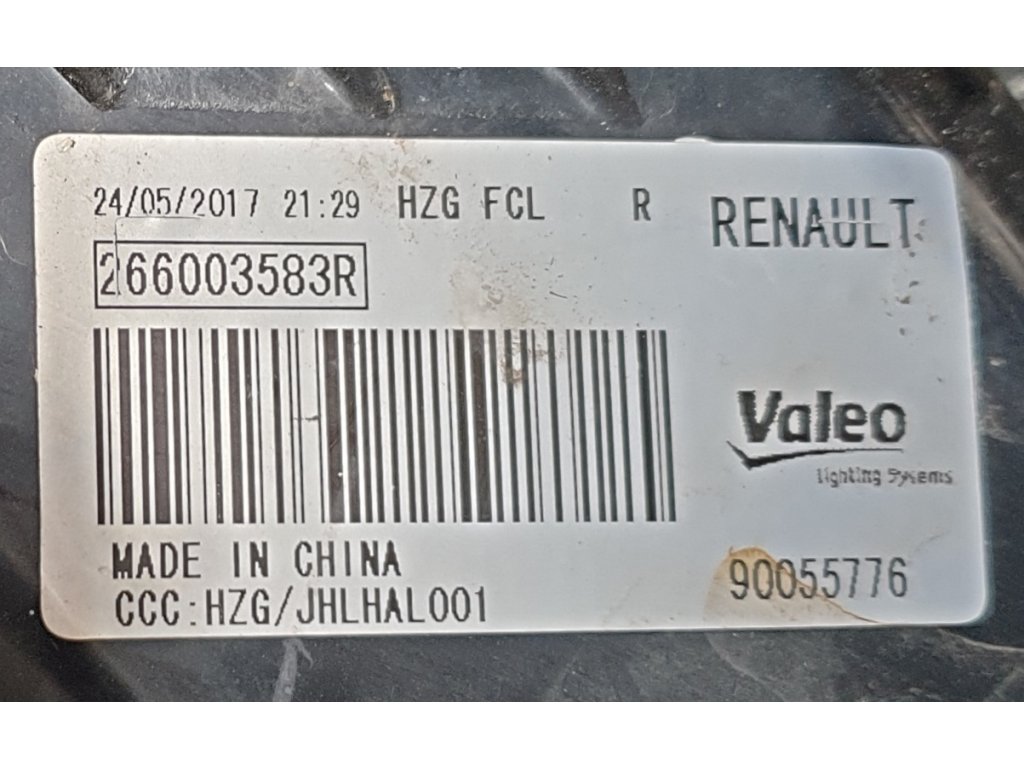 24/05/2017 21:29 HZG FCL R
RENAULT
266003583R
Valeo
Lighting Systems
MADE IN CHINA
CCC:HZG/JHLHAL001
90055776